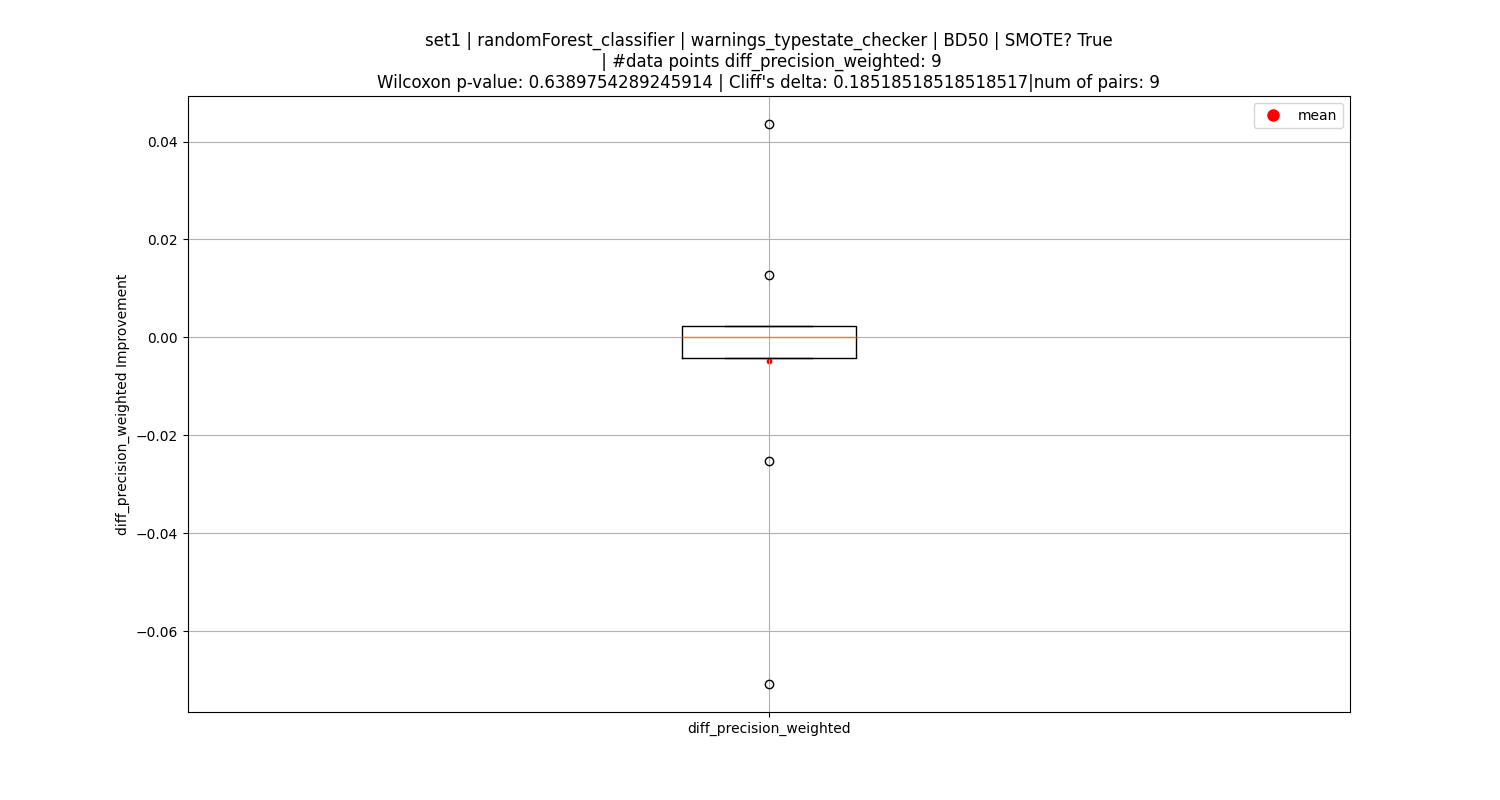 set1 | randomForest_classifier | warnings_typestate_checker | BD50 | SMOTE? True
| #data points diff_precision_weighted: 9
Wilcoxon p-value: 0.6389754289245914 | Cliff's delta: 0.18518518518518517|num of pairs: 9
mean
0.04
0.02
0.00
−0.02
−0.04
−0.06
diff_precision_weighted Improvement
diff_precision_weighted